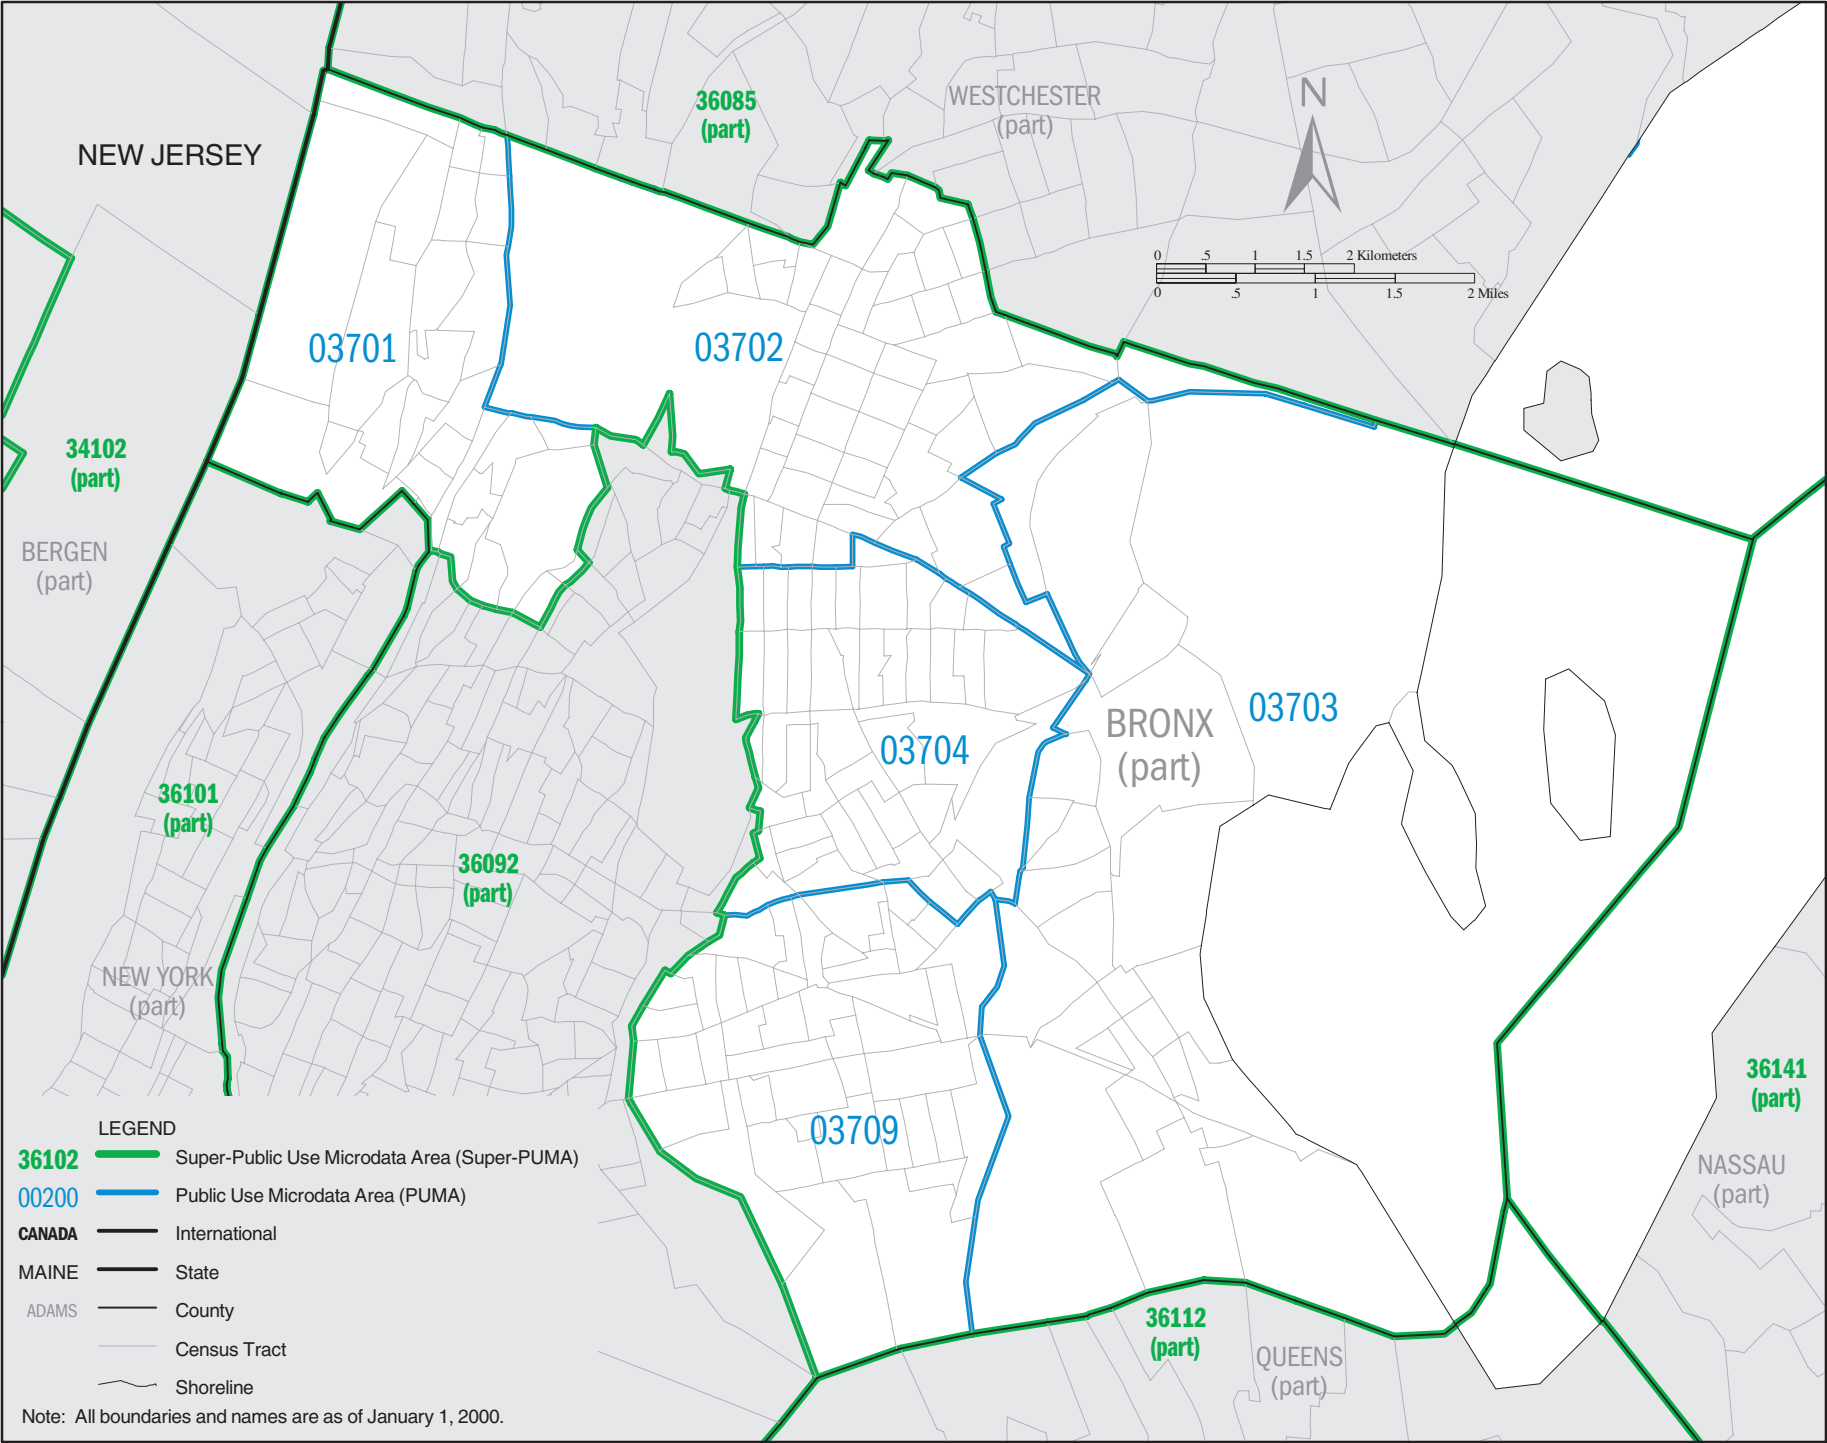 36085
(part)
WESTCHESTER
(part)
N
NEW JERSEY
0 .5 1 1.5 2 Kilometers
0 .5 1 1.5 2 Miles
03701
03702
34102
(part)
BERGEN
(part)
03703
BRONX
(part)
03704
36101
(part)
36092
(part)
NEW YORK
(part)
36141
(part)
03709
NASSAU
(part)
36112
(part)
QUEENS
(part)
LEGEND
36102 Super-Public Use Microdata Area (Super-PUMA)
00200 Public Use Microdata Area (PUMA)
CANADA International
MAINE State
ADAMS County
Census Tract
Shoreline
Note: All boundaries and names are as of January 1, 2000.